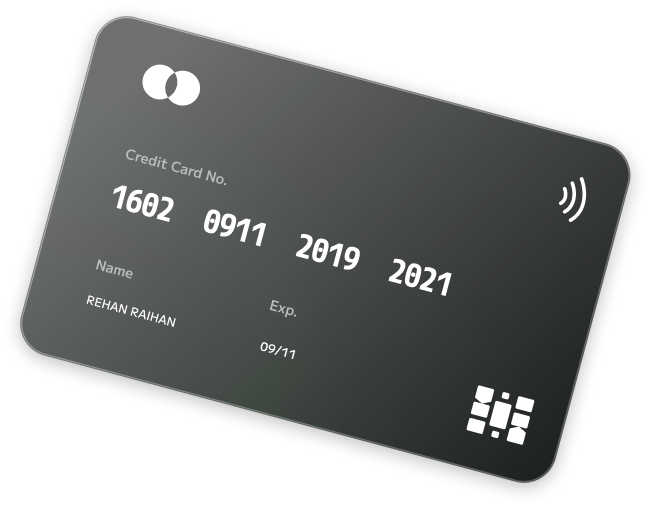 Credit Card No.
1602 0911 2019 2021
Name
Exp.
REHAN RAIHAN
09/11